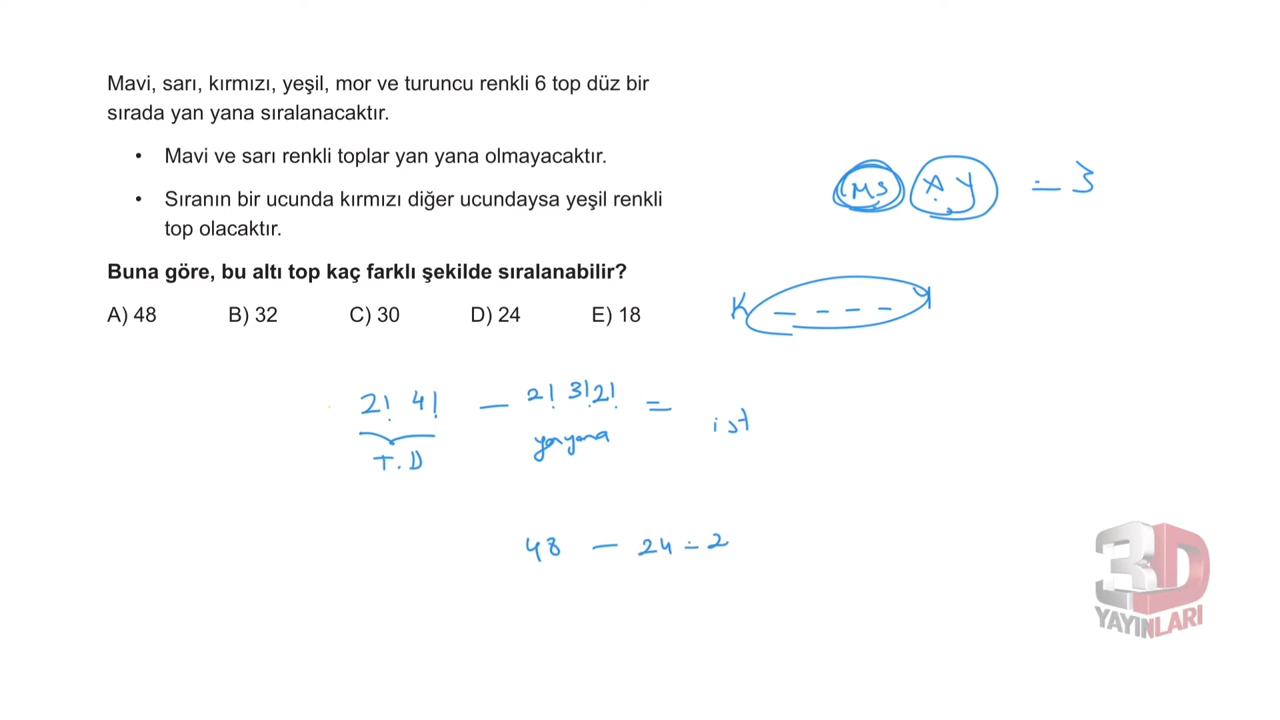 Mavi, sarı, kırmızı, yeşil, mor ve turuncu renkli 6 top düz bir
sırada yan yana sıralanacaktır.
• Mavi ve sarı renkli toplar yan yana olmayacaktır.
• Sıranın bir ucunda kırmızı diğer ucundaysa yeşil renkli
top olacaktır.
Buna göre, bu altı top kaç farklı şekilde sıralanabilir?
A) 48 B) 32 C) 30 D) 24 E) 18
MS A Y = 3
K _ _ _ _ Y
2! 4! - 2! 3! 2! =
T.D yayana ist
48 - 24 = 2
3D
YAYINLARI